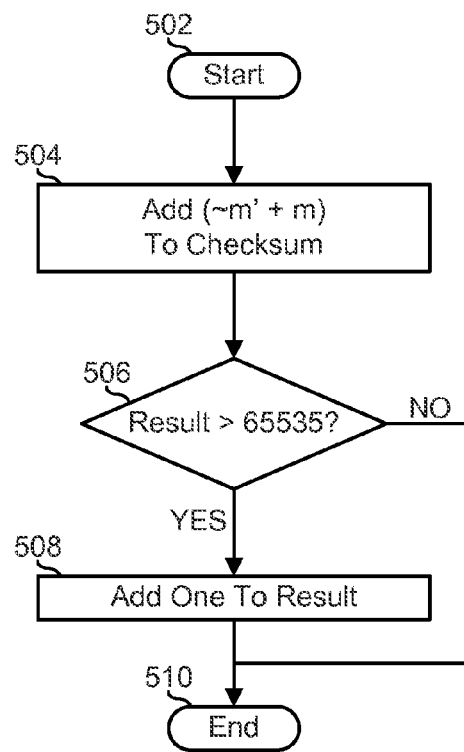 502
Start
504
Add (~m' + m)
To Checksum
506
Result > 65535?
NO
YES
508
Add One To Result
510
End